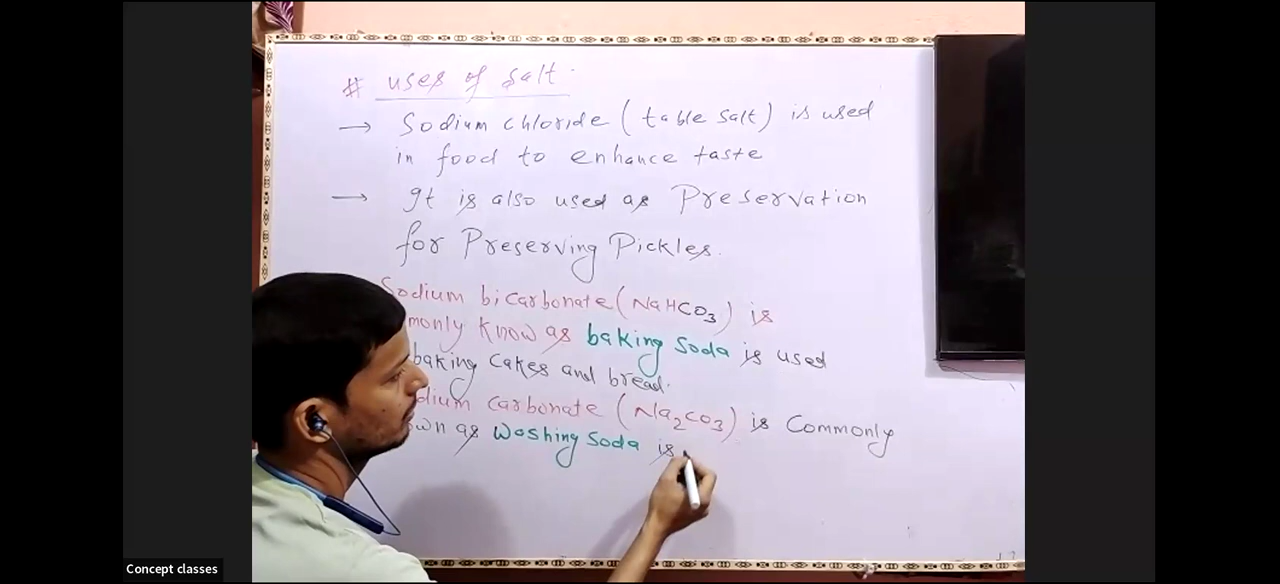 # uses of salt.
→ Sodium chloride (table salt) is used
in food to enhance taste
→ It is also used as Preservation
for Preserving Pickles.
Sodium bicarbonate (NaHCO3) is
monly know as baking soda is used
baking cakes and bread.
dium carbonate (Na2CO3) is commonly
own as washing soda is
Concept classes